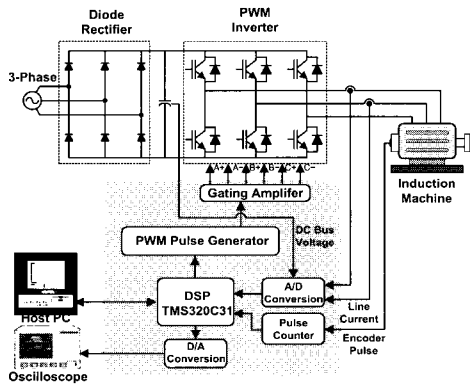 Diode
Rectifier
PWM
Inverter
3-Phase
A+ A- B+ B- C+ C-
Gating Amplifer
Induction
Machine
PWM Pulse Generator
DC Bus
Voltage
DSP
TMS320C31
A/D
Conversion
Line
Current
Host PC
Pulse
Counter
Encoder
Pulse
D/A
Conversion
Oscilloscope